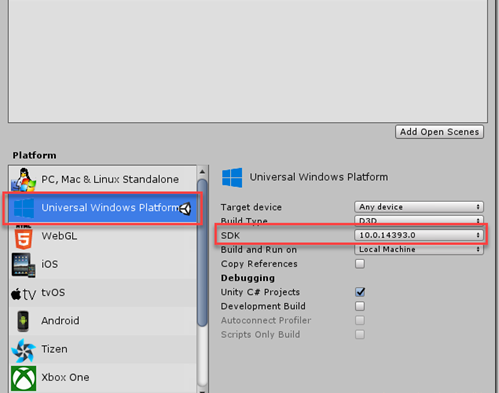 Add Open Scenes
Platform
PC, Mac & Linux Standalone
Universal Windows Platform
WebGL
iOS
tvOS
Android
Tizen
Xbox One
Universal Windows Platform
Target device Any device
Build Type D3D
SDK 10.0.14393.0
Build and Run on Local Machine
Copy References
Debugging
Unity C# Projects
Development Build
Autoconnect Profiler
Scripts Only Build